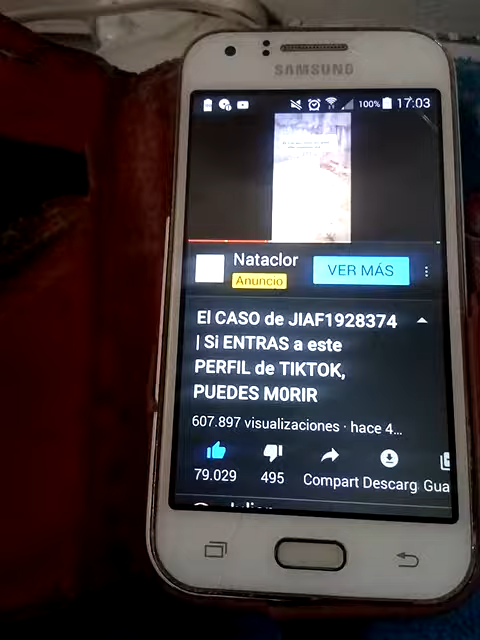 SAMSUNG
100% 17:03
Nataclor
Anuncio
VER MÁS
El CASO de JIAF1928374
| Si ENTRAS a este
PERFIL de TIKTOK,
PUEDES M0RIR
607.897 visualizaciones · hace 4...
79.029
495
Compart
Descarg
Gua